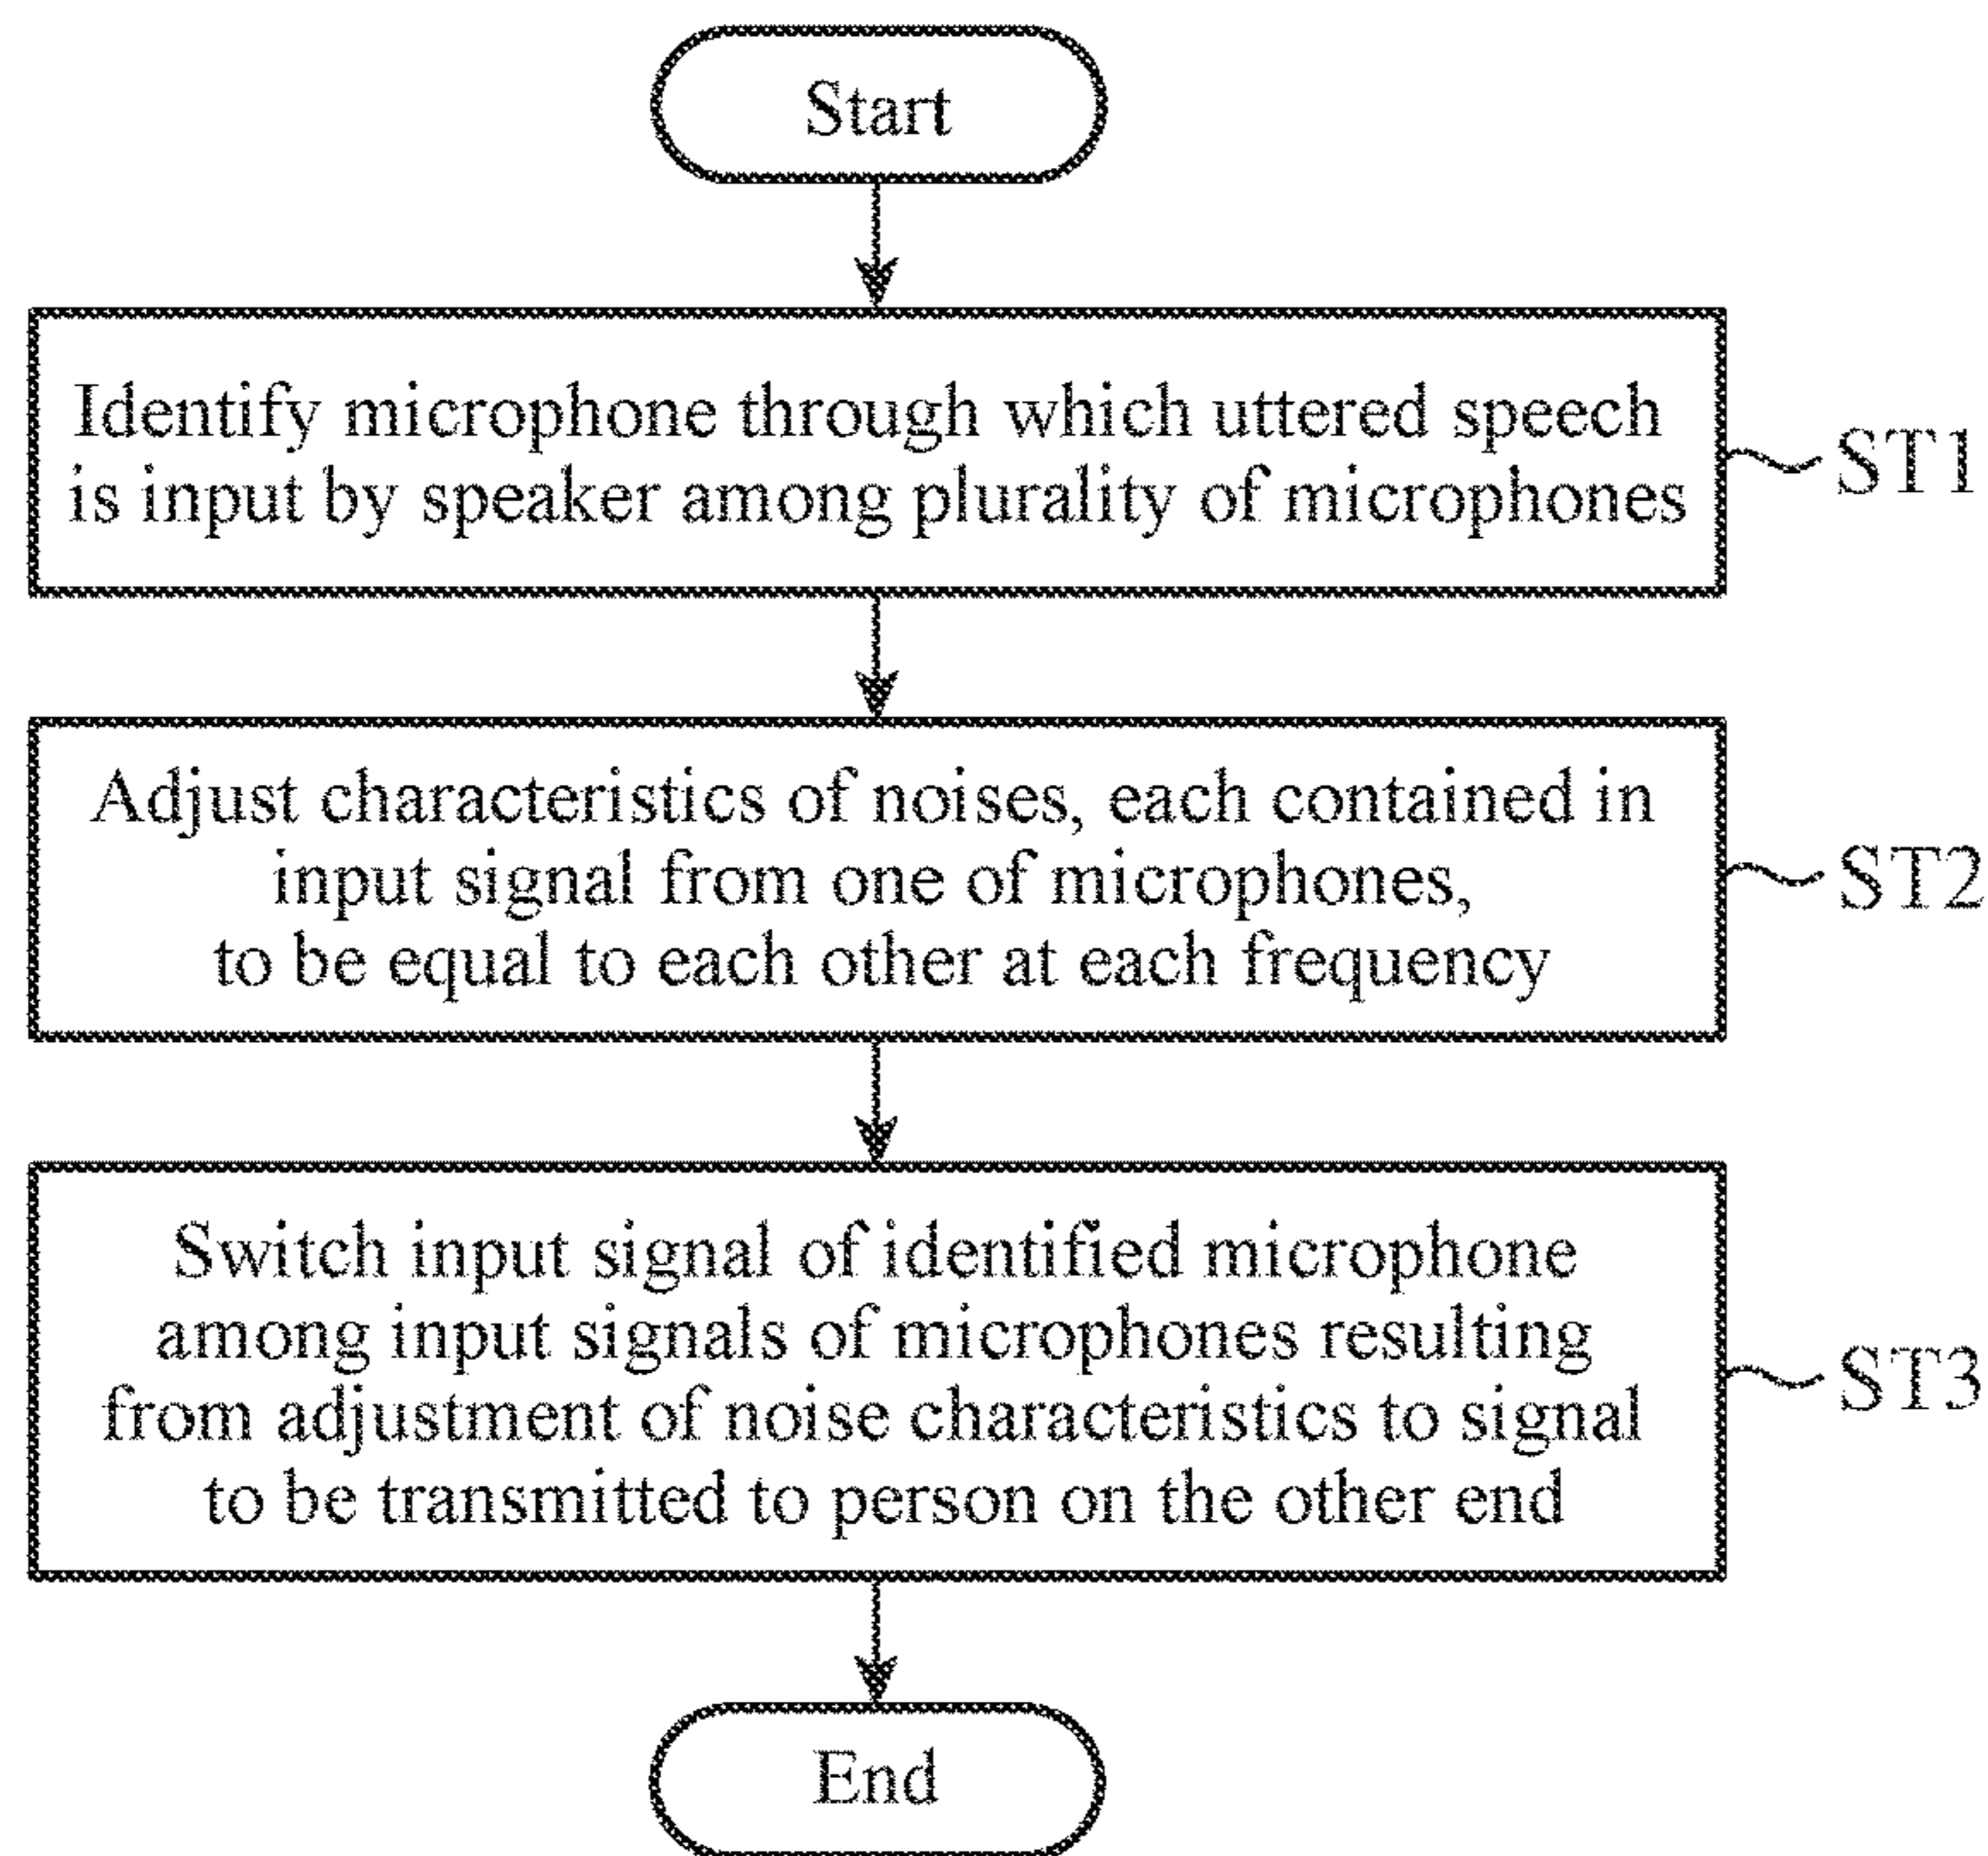 Start
Identify microphone through which uttered speech
is input by speaker among plurality of microphones
ST1
Adjust characteristics of noises, each contained in
input signal from one of microphones,
to be equal to each other at each frequency
ST2
Switch input signal of identified microphone
among input signals of microphones resulting
from adjustment of noise characteristics to signal
to be transmitted to person on the other end
ST3
End